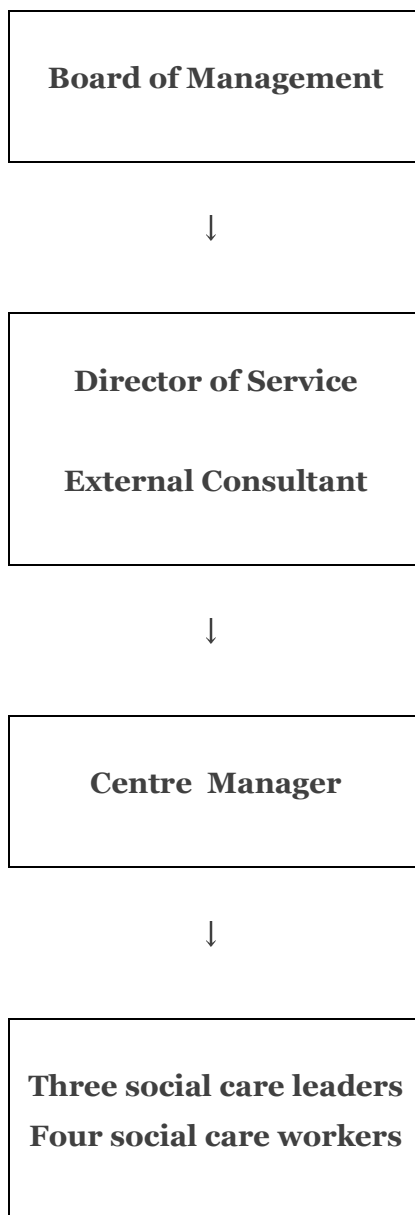 Board of Management
↓
Director of Service
External Consultant
↓
Centre Manager
↓
Three social care leaders
Four social care workers